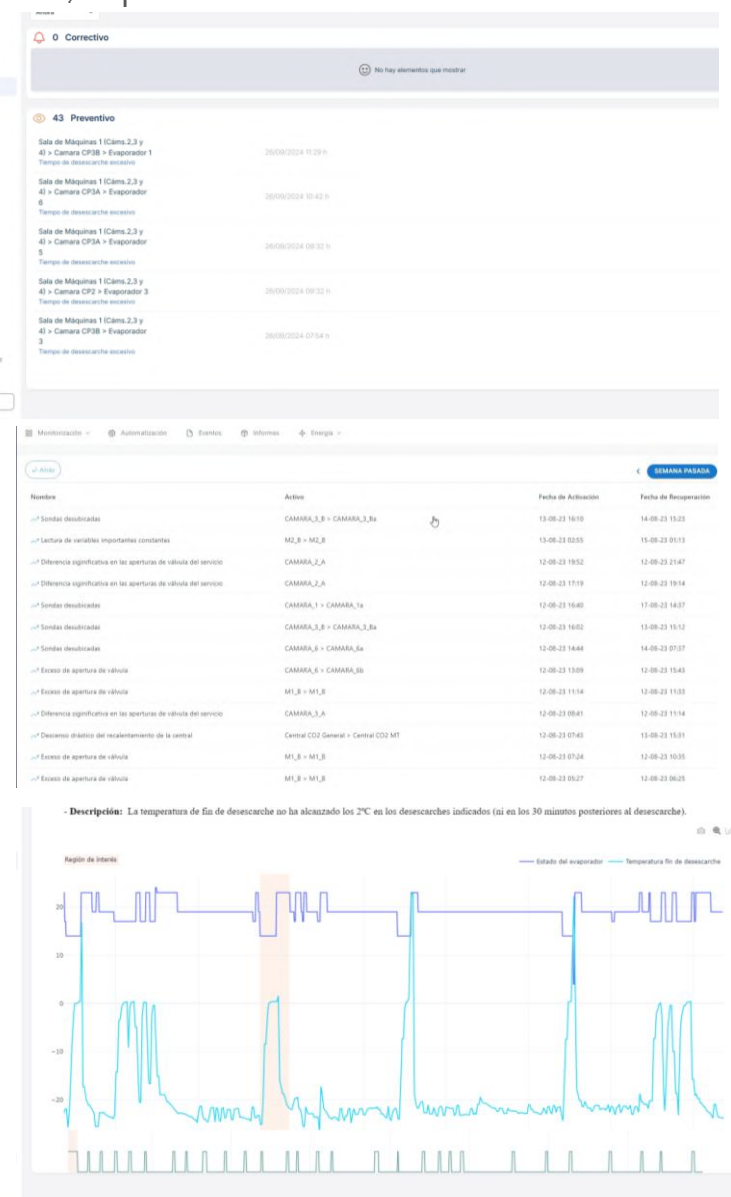 0 Correctivo
No hay elementos que mostrar
43 Preventivo
Sala de Máquinas 1 (Cáms.2,3 y
4) > Camara CP3B > Evaporador 1
Tiempo de desescarche excesivo
26/09/2024 11:29 h
Sala de Máquinas 1 (Cáms.2,3 y
4) > Camara CP3A > Evaporador
6
Tiempo de desescarche excesivo
26/09/2024 10:42 h
Sala de Máquinas 1 (Cáms.2,3 y
4) > Camara CP3A > Evaporador
5
Tiempo de desescarche excesivo
26/09/2024 08:32 h
Sala de Máquinas 1 (Cáms.2,3 y
4) > Camara CP2 > Evaporador 3
Tiempo de desescarche excesivo
26/09/2024 08:32 h
Sala de Máquinas 1 (Cáms.2,3 y
4) > Camara CP3B > Evaporador
3
Tiempo de desescarche excesivo
26/09/2024 07:54 h
Monitorización Automatización Eventos Informes Energía
Atrás SEMANA PASADA
Nombre Activo Fecha de Activación Fecha de Recuperación
Sondas desubicadas CAMARA_3_B > CAMARA_3_Ba 13-08-23 16:10 14-08-23 15:23
Lectura de variables importantes constantes M2_B > M2_B 13-08-23 02:55 15-08-23 01:13
Diferencia siginificativa en las aperturas de válvula del servicio CAMARA_2_A 12-08-23 19:52 12-08-23 21:47
Diferencia siginificativa en las aperturas de válvula del servicio CAMARA_2_A 12-08-23 17:19 12-08-23 19:14
Sondas desubicadas CAMARA_1 > CAMARA_1a 12-08-23 16:40 17-08-23 14:37
Sondas desubicadas CAMARA_3_B > CAMARA_3_Ba 12-08-23 16:02 13-08-23 15:12
Sondas desubicadas CAMARA_6 > CAMARA_6a 12-08-23 14:44 14-08-23 07:37
Exceso de apertura de válvula CAMARA_6 > CAMARA_6b 12-08-23 13:09 12-08-23 15:43
Exceso de apertura de válvula M1_B > M1_B 12-08-23 11:14 12-08-23 11:33
Diferencia siginificativa en las aperturas de válvula del servicio CAMARA_3_A 12-08-23 08:41 12-08-23 11:14
Descenso drástico del recalentamiento de la central Central CO2 General > Central CO2 MT 12-08-23 07:45 13-08-23 15:31
Exceso de apertura de válvula M1_B > M1_B 12-08-23 07:24 12-08-23 10:35
Exceso de apertura de válvula M1_B > M1_B 12-08-23 05:27 12-08-23 06:25
- Descripción: La temperatura de fin de desescarche no ha alcanzado los 2ºC en los desescarches indicados (ni en los 30 minutos posteriores al desescarche).
Región de interés
Estado del evaporador Temperatura fin de desescarche
20
10
0
−10
−20